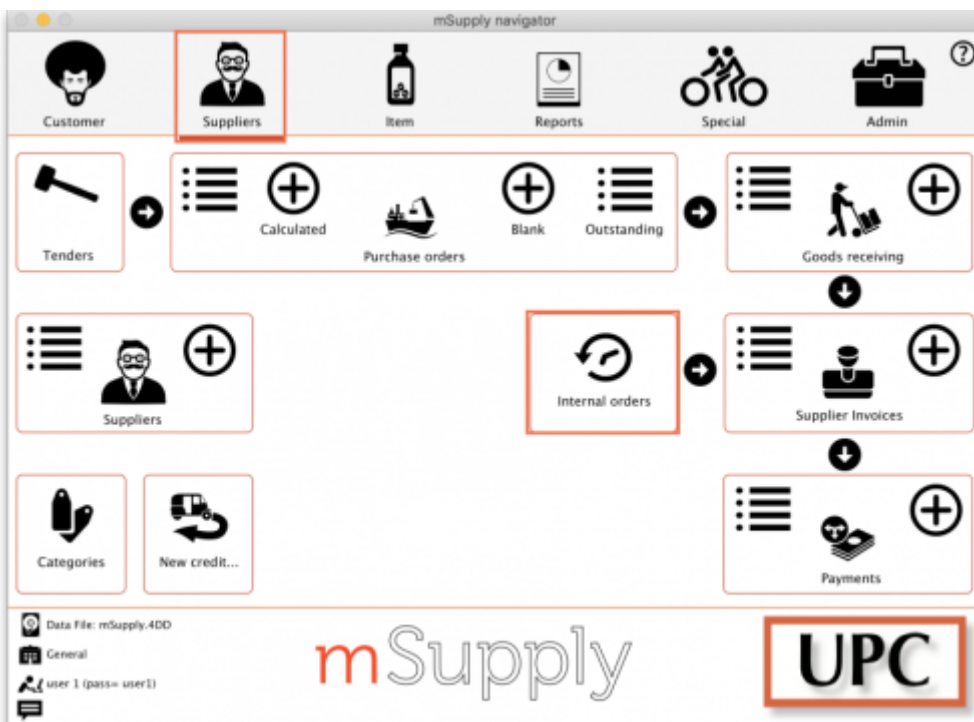 mSupply navigator
?
Customer
Suppliers
Item
Reports
Special
Admin
Tenders
Calculated
Purchase orders
Blank
Outstanding
Goods receiving
Suppliers
Internal orders
Supplier Invoices
Categories
New credit...
Payments
Data File: mSupply.4DD
General
user 1 (pass= user1)
mSupply
UPC